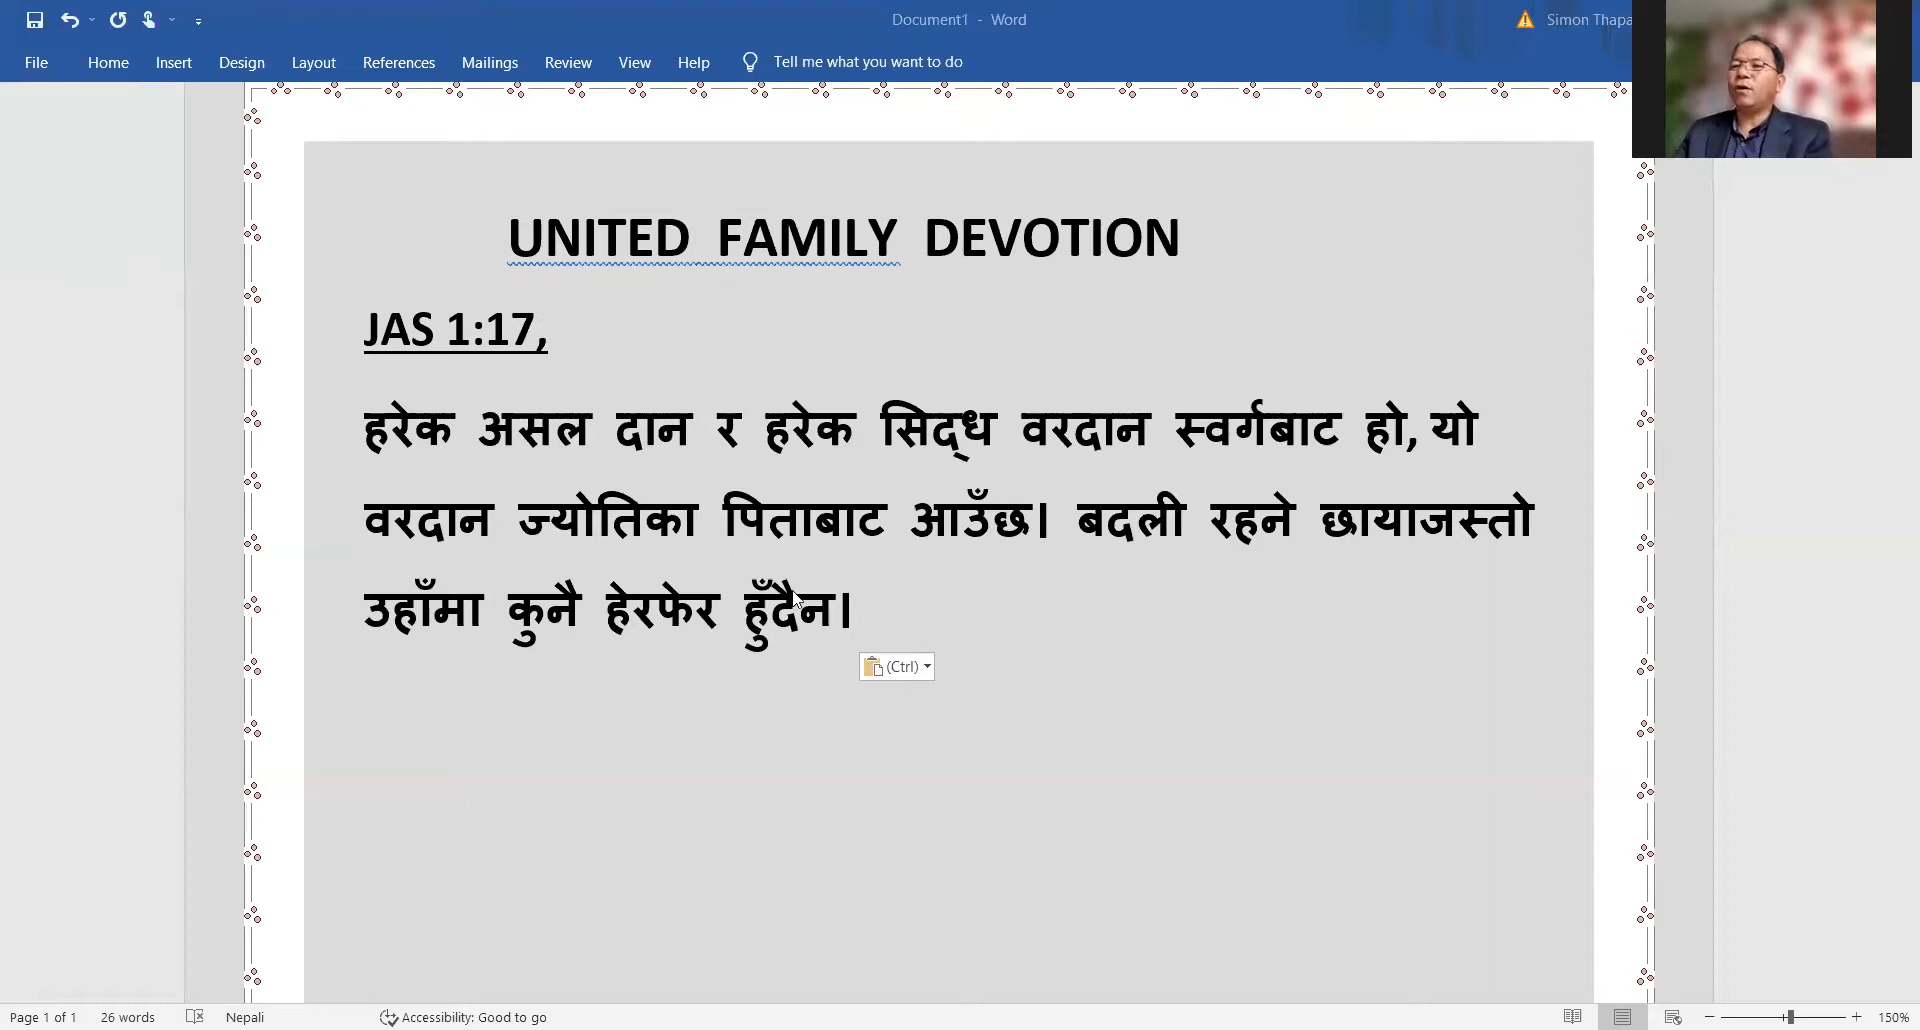 Document1 - Word
Simon Thapa
File Home Insert Design Layout References Mailings Review View Help Tell me what you want to do
UNITED FAMILY DEVOTION
JAS 1:17,
हरेक असल दान र हरेक सिद्‌ध वरदान स्वर्गबाट हो, यो
वरदान ज्योतिका पिताबाट आउँछ। बदली रहने छायाजस्तो
उहाँमा कुनै हेरफेर हुँदैन।
(Ctrl)
Page 1 of 1 26 words Nepali Accessibility: Good to go 150%